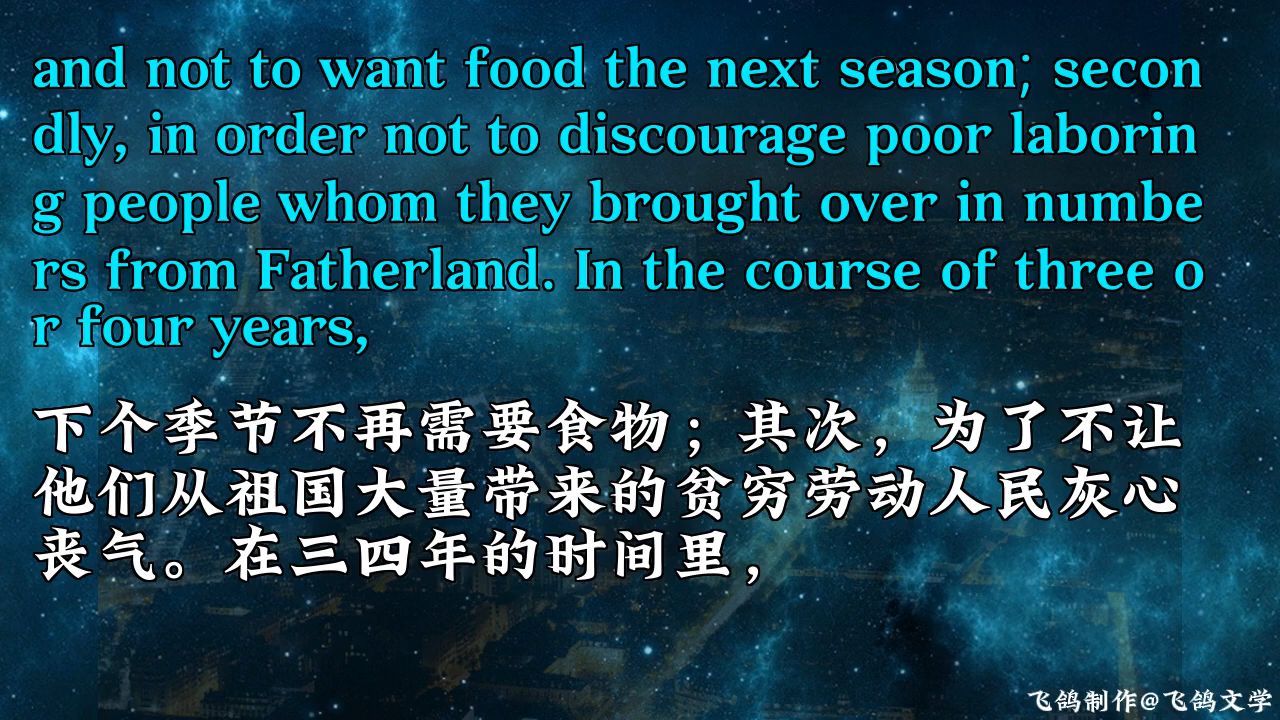 and not to want food the next season; secon
dly, in order not to discourage poor laborin
g people whom they brought over in numbe
rs from Fatherland. In the course of three o
r four years,
下个季节不再需要食物；其次，为了不让
他们从祖国大量带来的贫穷劳动人民灰心
丧气。在三四年的时间里，
飞鸽制作@飞鸽文学